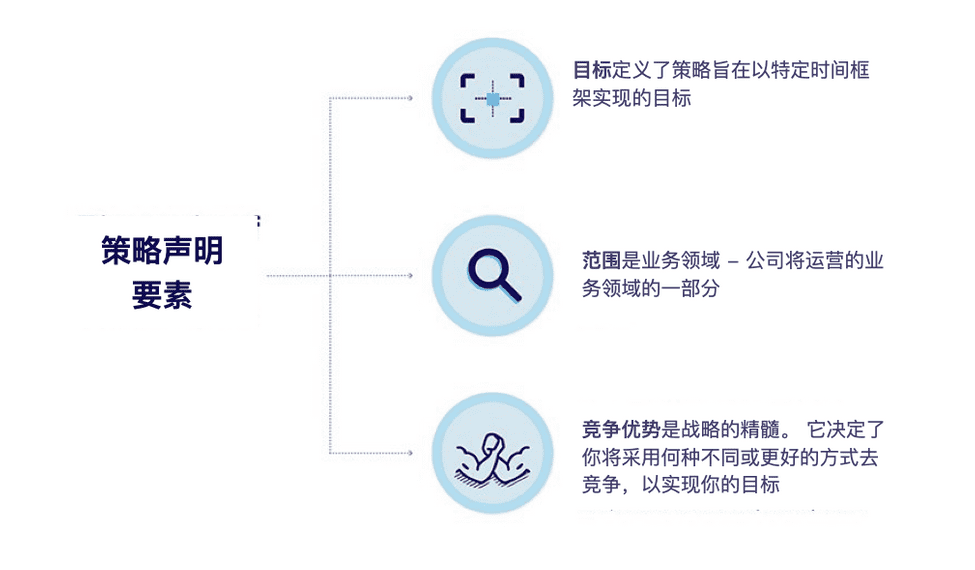 目标定义了策略旨在以特定时间框
架实现的目标
策略声明
要素
范围是业务领域 – 公司将运营的业
务领域的一部分
竞争优势是战略的精髓。 它决定了
你将采用何种不同或更好的方式去
竞争，以实现你的目标